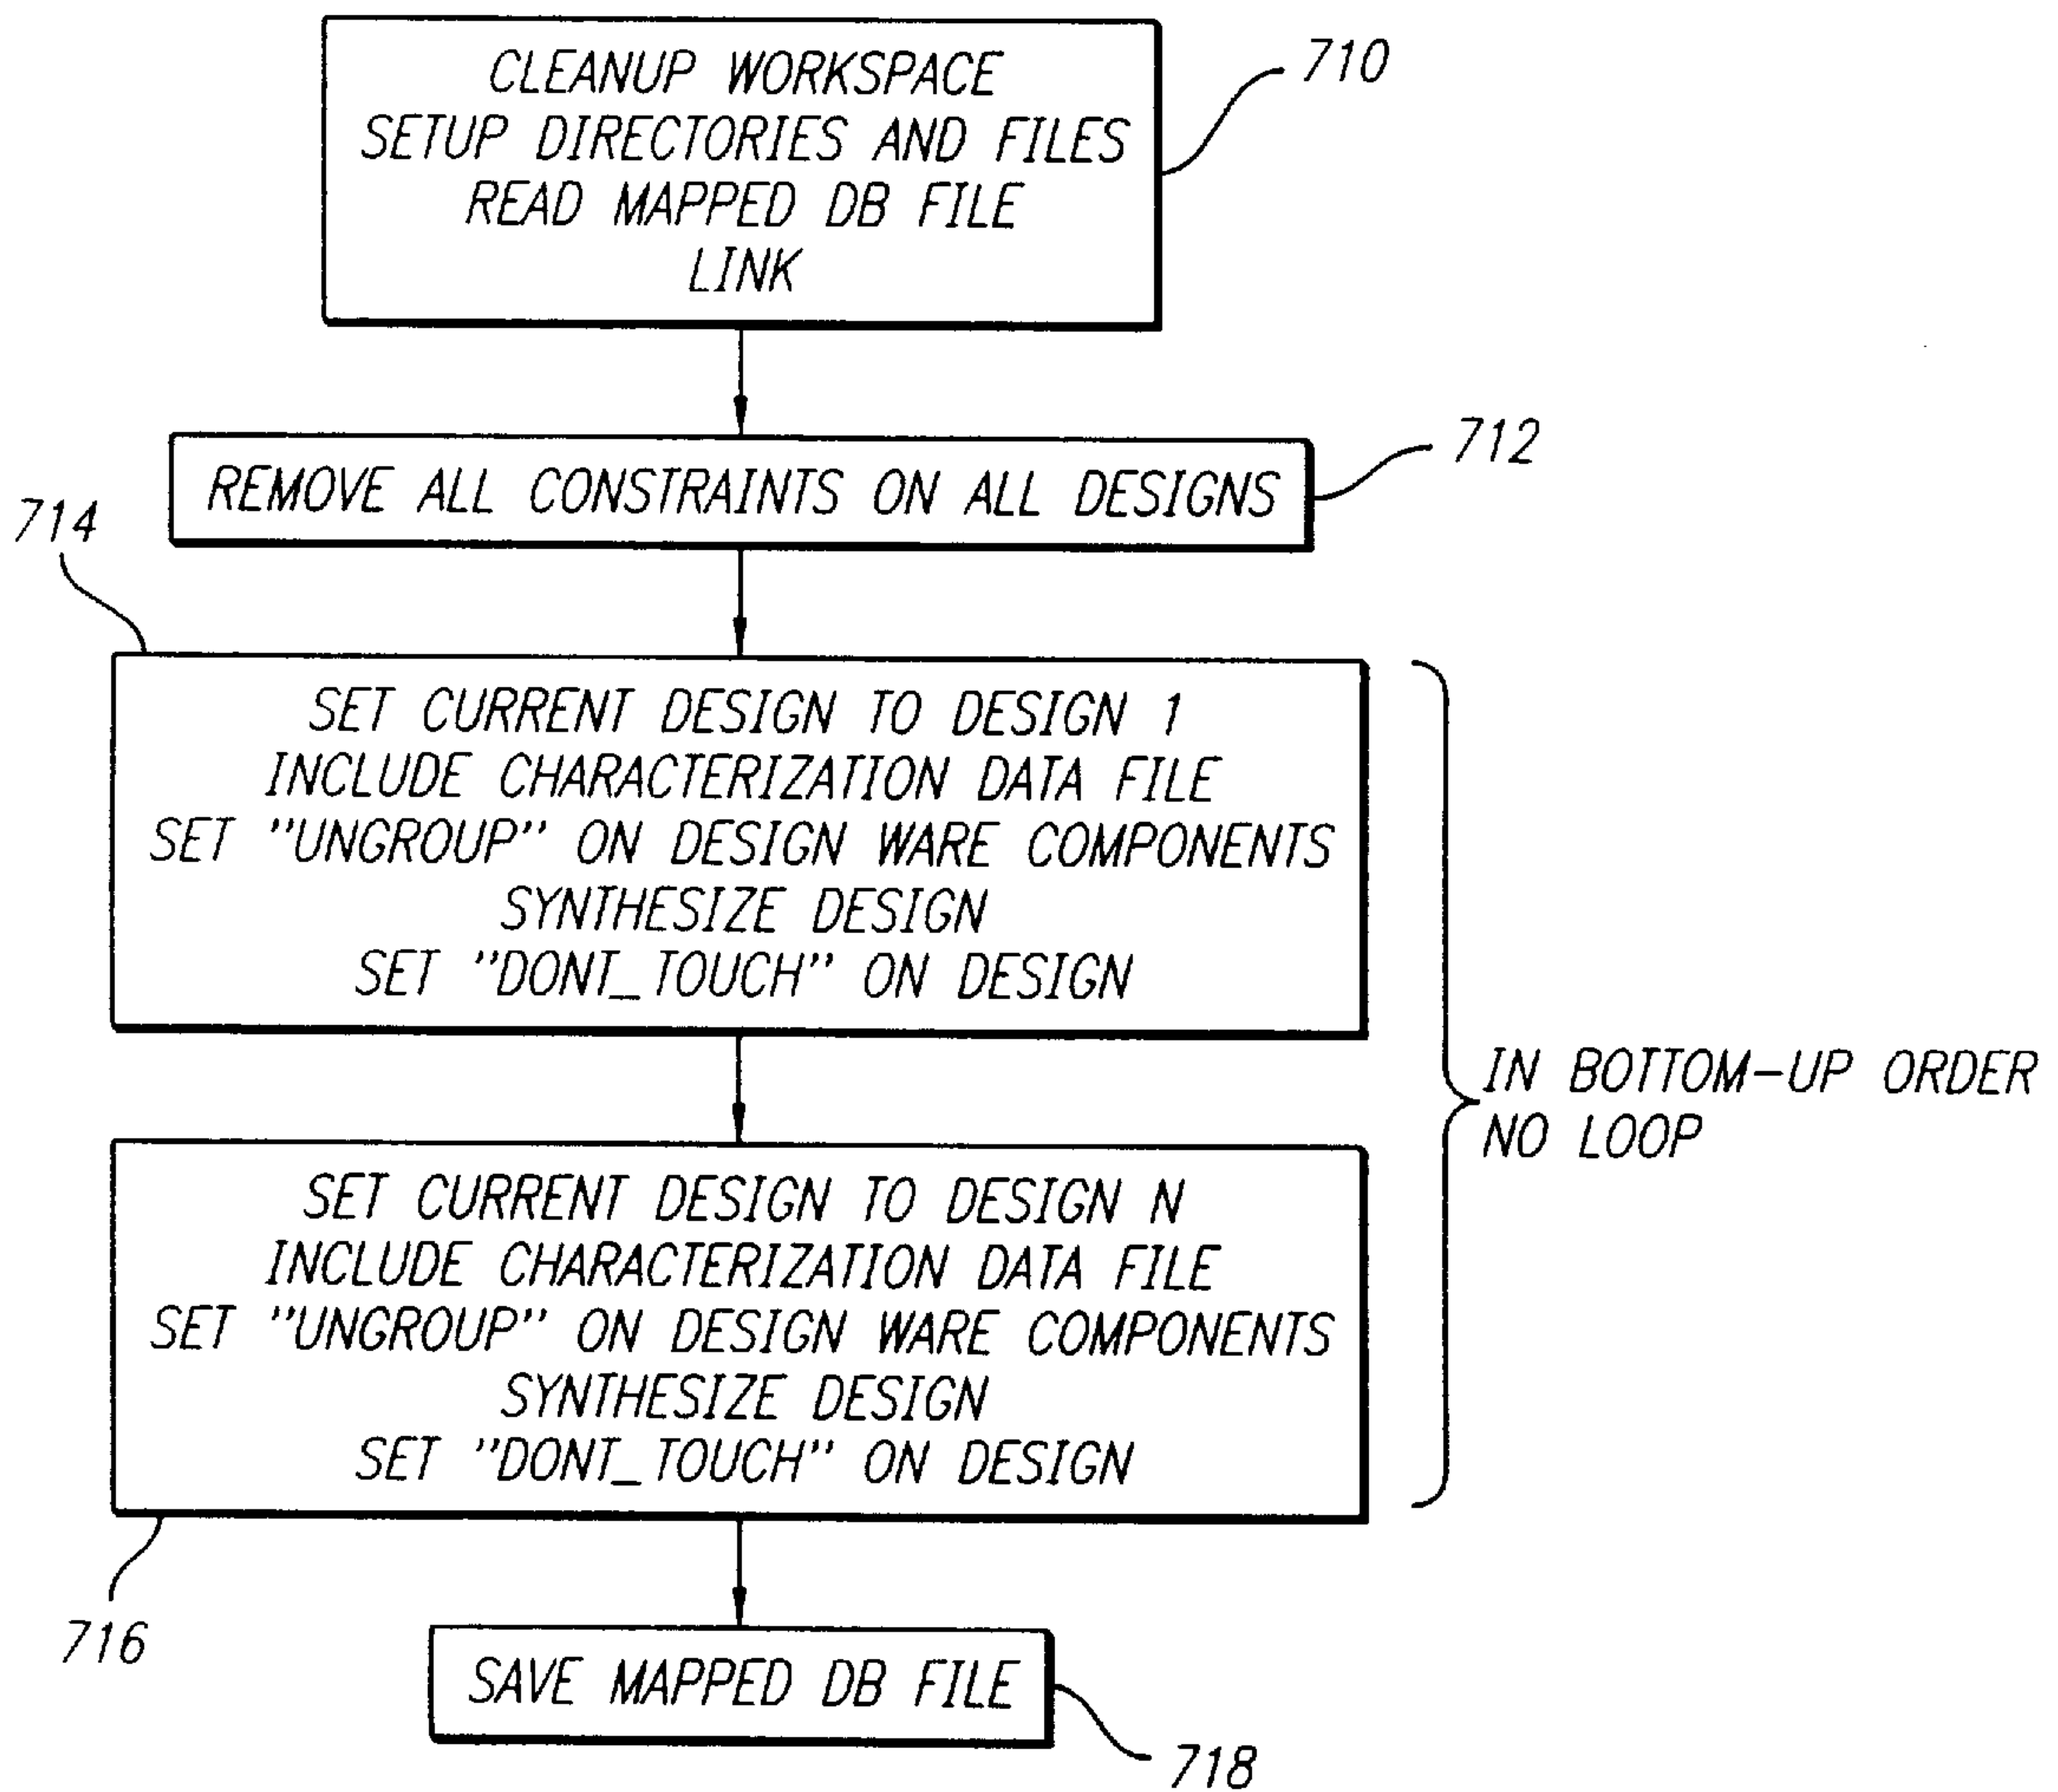 CLEANUP WORKSPACE
SETUP DIRECTORIES AND FILES
READ MAPPED DB FILE
LINK
710
REMOVE ALL CONSTRAINTS ON ALL DESIGNS
712
714
SET CURRENT DESIGN TO DESIGN 1
INCLUDE CHARACTERIZATION DATA FILE
SET "UNGROUP" ON DESIGN WARE COMPONENTS
SYNTHESIZE DESIGN
SET "DONT_TOUCH" ON DESIGN
IN BOTTOM-UP ORDER
NO LOOP
SET CURRENT DESIGN TO DESIGN N
INCLUDE CHARACTERIZATION DATA FILE
SET "UNGROUP" ON DESIGN WARE COMPONENTS
SYNTHESIZE DESIGN
SET "DONT_TOUCH" ON DESIGN
716
SAVE MAPPED DB FILE
718